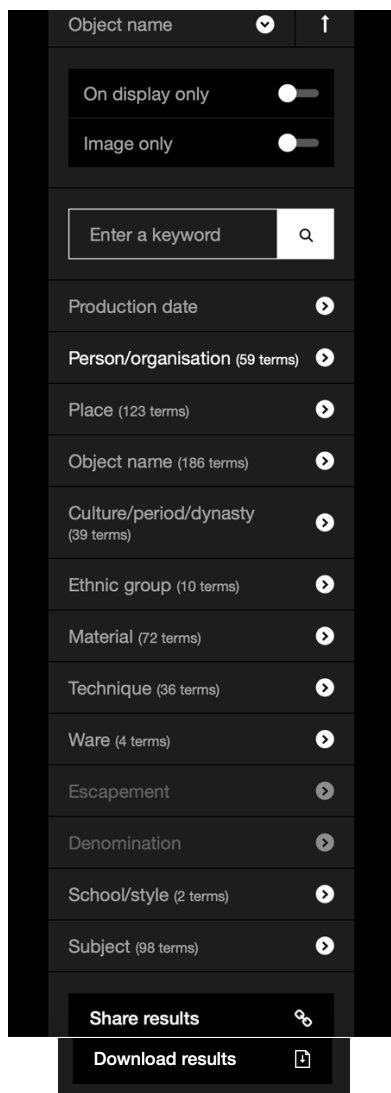 Object name
On display only
Image only
Enter a keyword
Production date
Person/organisation (59 terms)
Place (123 terms)
Object name (186 terms)
Culture/period/dynasty
(39 terms)
Ethnic group (10 terms)
Material (72 terms)
Technique (36 terms)
Ware (4 terms)
Escapement
Denomination
School/style (2 terms)
Subject (98 terms)
Share results
Download results